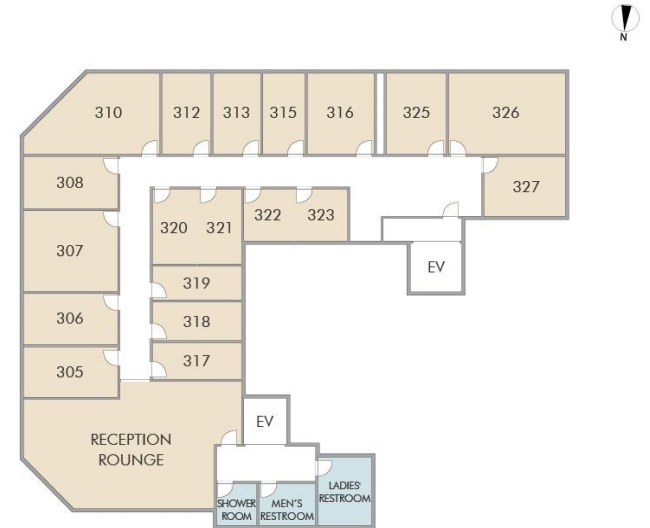 N
310
312
313
315
316
325
326
308
327
320
321
322
323
307
EV
319
306
318
317
305
EV
RECEPTION
ROUNGE
LADIES'
RESTROOM
SHOWER
ROOM
MEN'S
RESTROOM